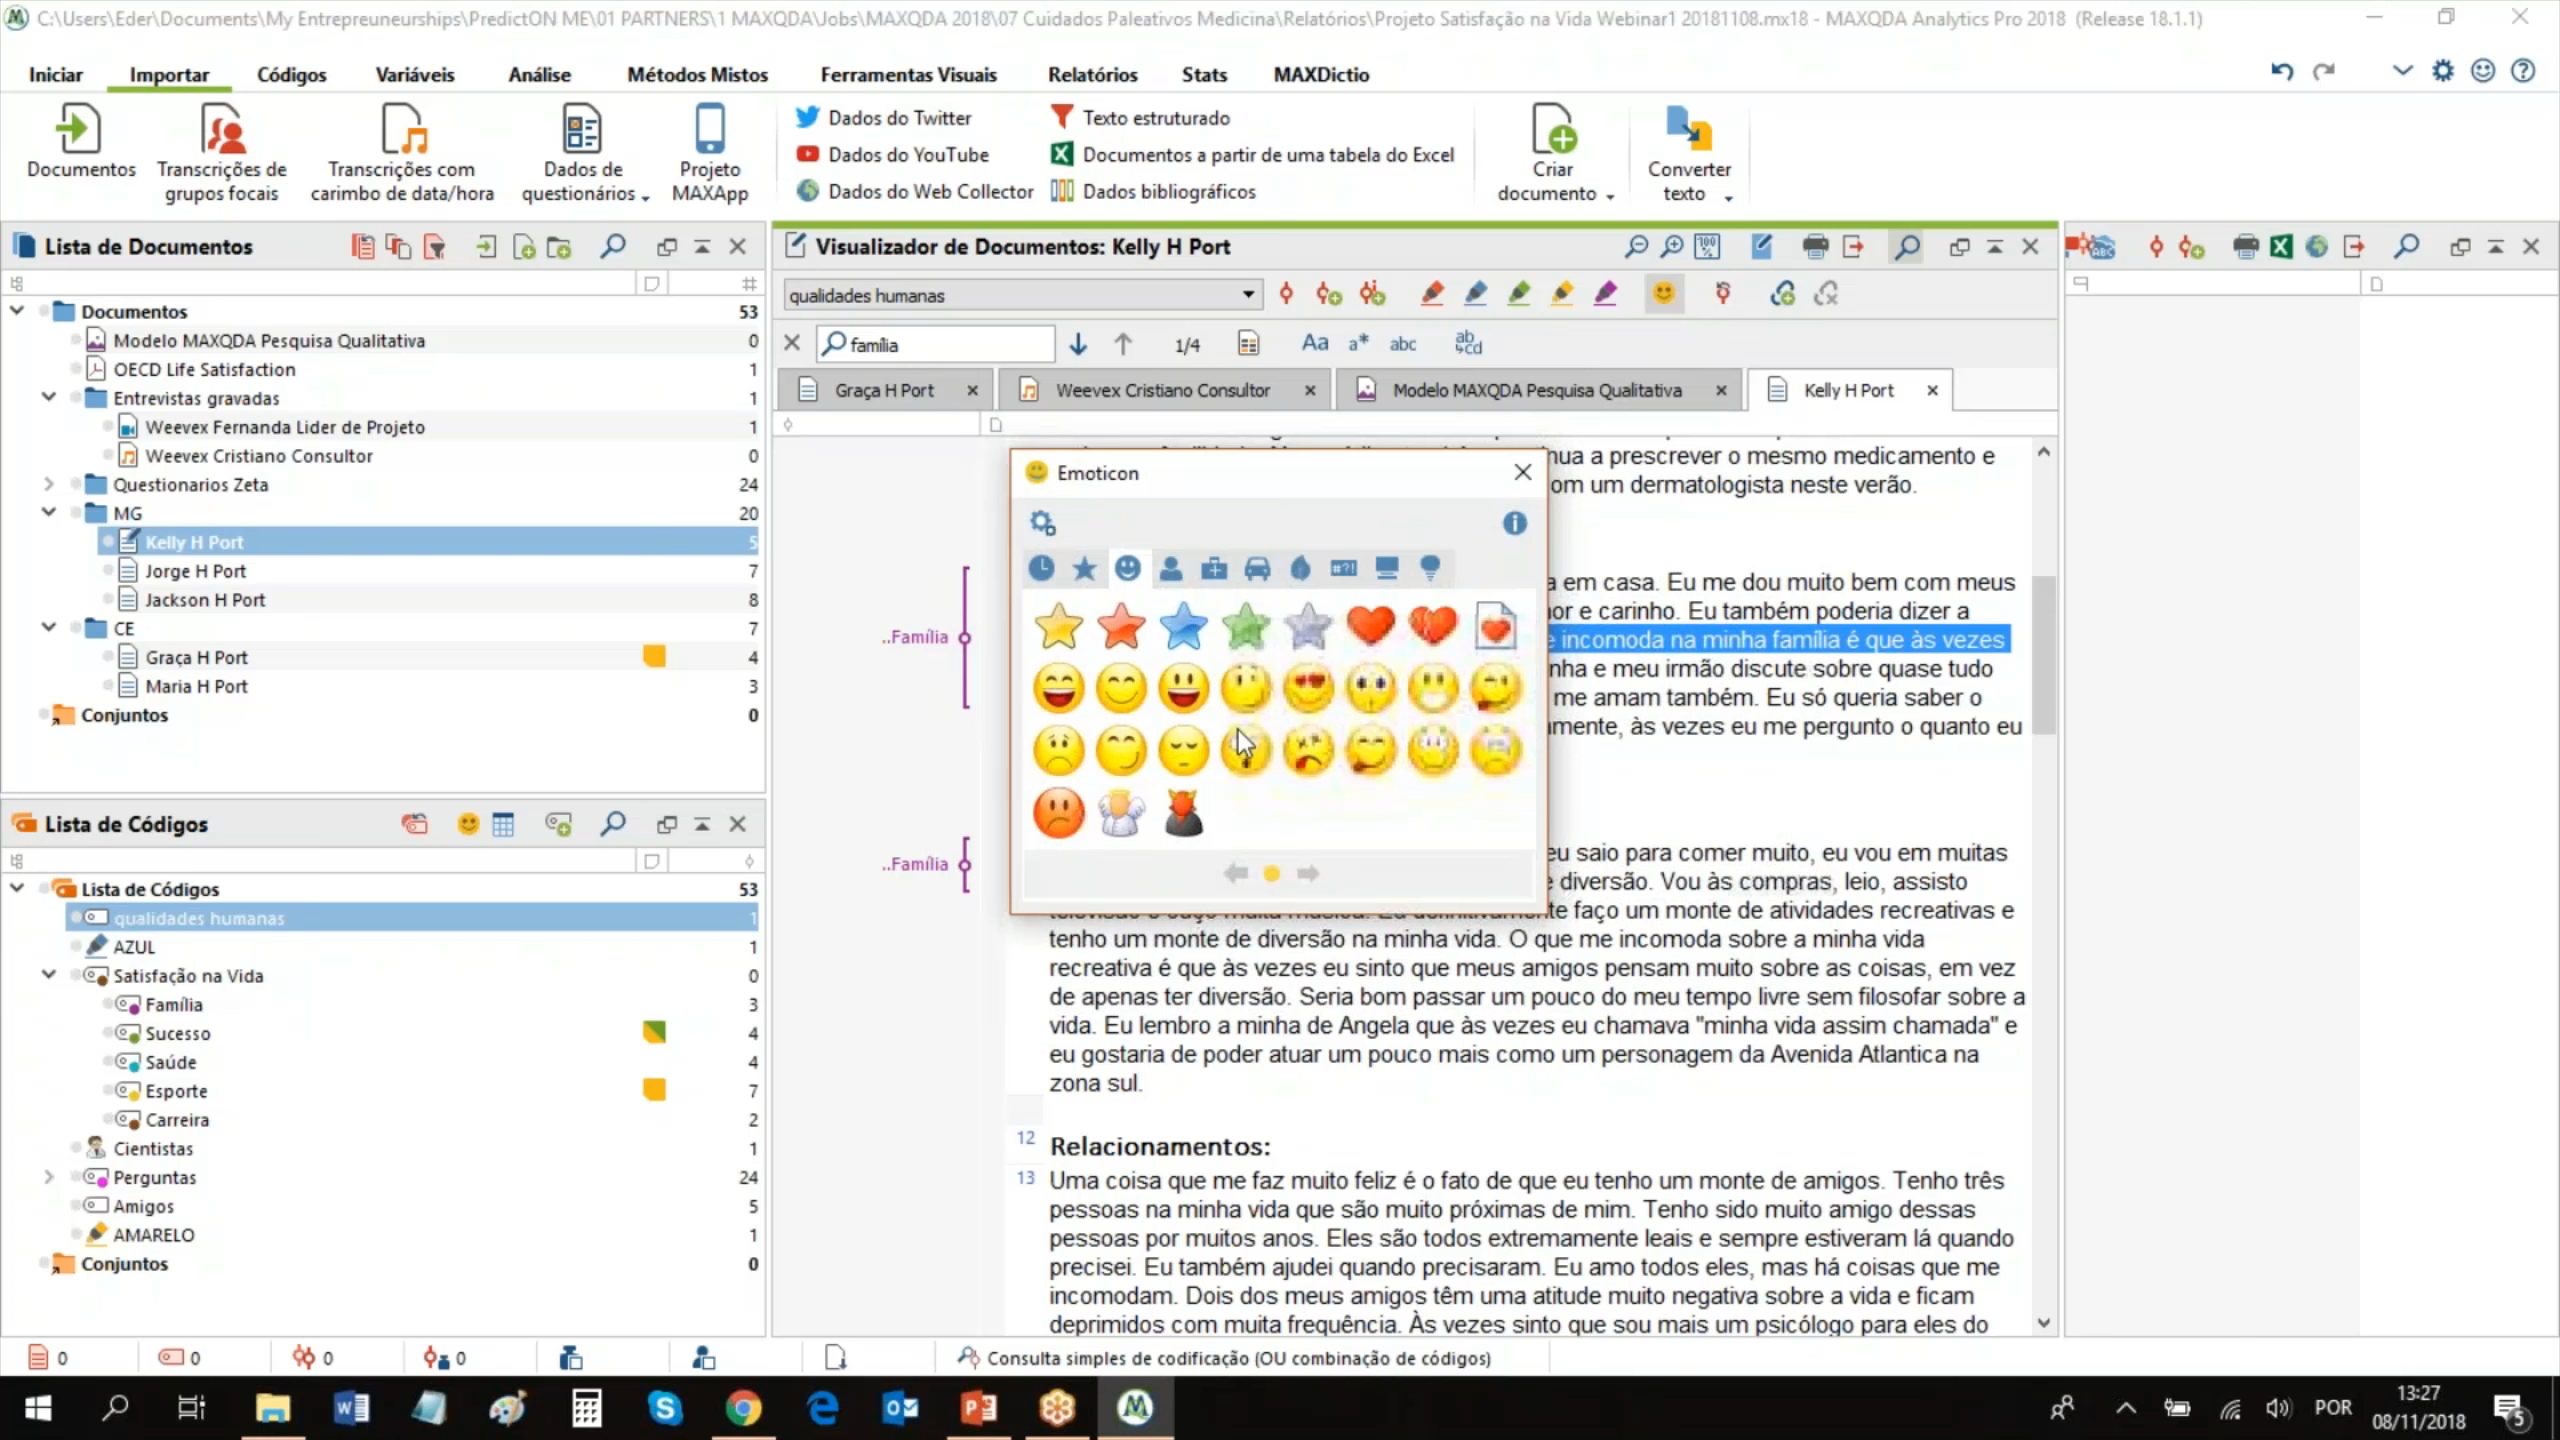 C:\Users\Eder\Documents\My Entrepreuneurships\PredictON ME\01 PARTNERS\1 MAXQDA\Jobs\MAXQDA 2018\07 Cuidados Paleativos Medicina\Relatórios\Projeto Satisfação na Vida Webinar1 20181108.mx18 - MAXQDA Analytics Pro 2018 (Release 18.1.1)
Iniciar Importar Códigos Variáveis Análise Métodos Mistos Ferramentas Visuais Relatórios Stats MAXDictio
Documentos
Transcrições de
grupos focais
Transcrições com
carimbo de data/hora
Dados de
questionários
Projeto
MAXApp
Dados do Twitter
Dados do YouTube
Dados do Web Collector
Texto estruturado
Documentos a partir de uma tabela do Excel
Dados bibliográficos
Criar
documento
Converter
texto
Lista de Documentos
Documentos 53
Modelo MAXQDA Pesquisa Qualitativa 0
OECD Life Satisfaction 1
Entrevistas gravadas 1
Weevex Fernanda Lider de Projeto 1
Weevex Cristiano Consultor 0
Questionarios Zeta 24
MG 20
Kelly H Port 5
Jorge H Port 7
Jackson H Port 8
CE 7
Graça H Port 4
Maria H Port 3
Conjuntos 0
Lista de Códigos
Lista de Códigos 53
qualidades humanas 1
AZUL 1
Satisfação na Vida 0
Família 3
Sucesso 4
Saúde 4
Esporte 7
Carreira 2
Cientistas 1
Perguntas 24
Amigos 5
AMARELO 1
Conjuntos 0
Visualizador de Documentos: Kelly H Port
100 %
qualidades humanas
família
1/4
Aa a* abc ab cd
Graça H Port
Weevex Cristiano Consultor
Modelo MAXQDA Pesquisa Qualitativa
Kelly H Port
Emoticon
#?!
nua a prescrever o mesmo medicamento e
om um dermatologista neste verão.
..Família
a em casa. Eu me dou muito bem com meus
or e carinho. Eu também poderia dizer a
e incomoda na minha família é que às vezes
nha e meu irmão discute sobre quase tudo
me amam também. Eu só queria saber o
mente, às vezes eu me pergunto o quanto eu
..Família
eu saio para comer muito, eu vou em muitas
e diversão. Vou às compras, leio, assisto
te faço um monte de atividades recreativas e
tenho um monte de diversão na minha vida. O que me incomoda sobre a minha vida
recreativa é que às vezes eu sinto que meus amigos pensam muito sobre as coisas, em vez
de apenas ter diversão. Seria bom passar um pouco do meu tempo livre sem filosofar sobre a
vida. Eu lembro a minha de Angela que às vezes eu chamava "minha vida assim chamada" e
eu gostaria de poder atuar um pouco mais como um personagem da Avenida Atlantica na
zona sul.
12 Relacionamentos:
13 Uma coisa que me faz muito feliz é o fato de que eu tenho um monte de amigos. Tenho três
pessoas na minha vida que são muito próximas de mim. Tenho sido muito amigo dessas
pessoas por muitos anos. Eles são todos extremamente leais e sempre estiveram lá quando
precisei. Eu também ajudei quando precisaram. Eu amo todos eles, mas há coisas que me
incomodam. Dois dos meus amigos têm uma atitude muito negativa sobre a vida e ficam
deprimidos com muita frequência. Às vezes sinto que sou mais um psicólogo para eles do
0 0 0 0 Consulta simples de codificação (OU combinação de códigos)
POR
13:27
08/11/2018
5